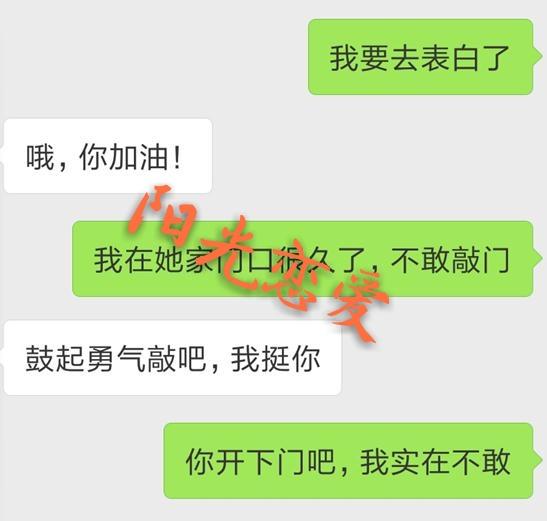 我要去表白了
哦，你加油！
我在她家门口很久了，不敢敲门
阳光恋爱
鼓起勇气敲吧，我挺你
你开下门吧，我实在不敢